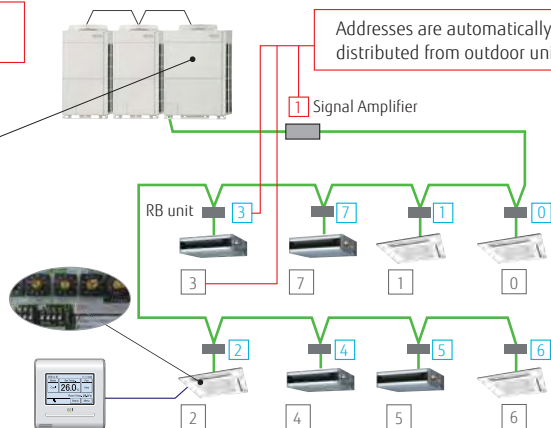 Addresses are automatically
distributed from outdoor uni
1 Signal Amplifier
RB unit 3 7 1 0
3 7 1 0
2 4 5 6
26.0
2 4 5 6